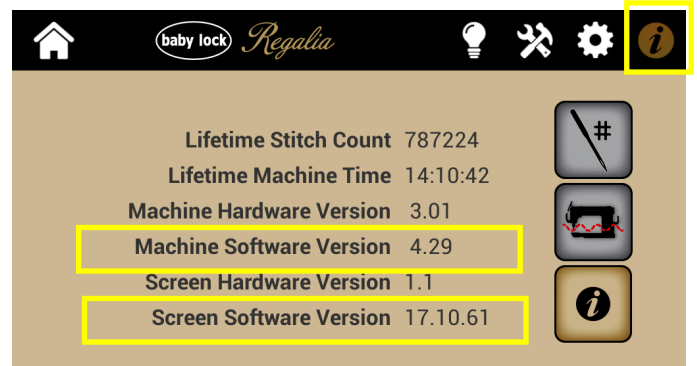 baby lock Regalia
Lifetime Stitch Count 787224
#
Lifetime Machine Time 14:10:42
Machine Hardware Version 3.01
Machine Software Version 4.29
Screen Hardware Version 1.1
Screen Software Version 17.10.61